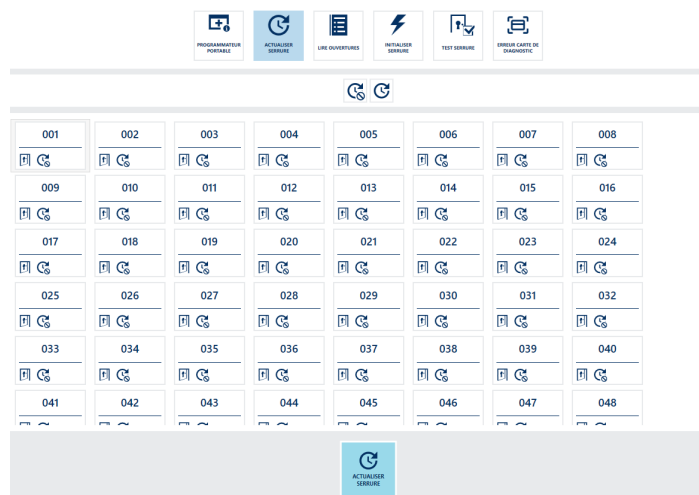 PROGRAMMATEUR
PORTABLE
ACTUALISER
SERRURE
LIRE OUVERTURES
INITIALISER
SERRURE
TEST SERRURE
ERREUR CARTE DE
DIAGNOSTIC
001 002 003 004 005 006 007 008
009 010 011 012 013 014 015 016
017 018 019 020 021 022 023 024
025 026 027 028 029 030 031 032
033 034 035 036 037 038 039 040
041 042 043 044 045 046 047 048
ACTUALISER
SERRURE